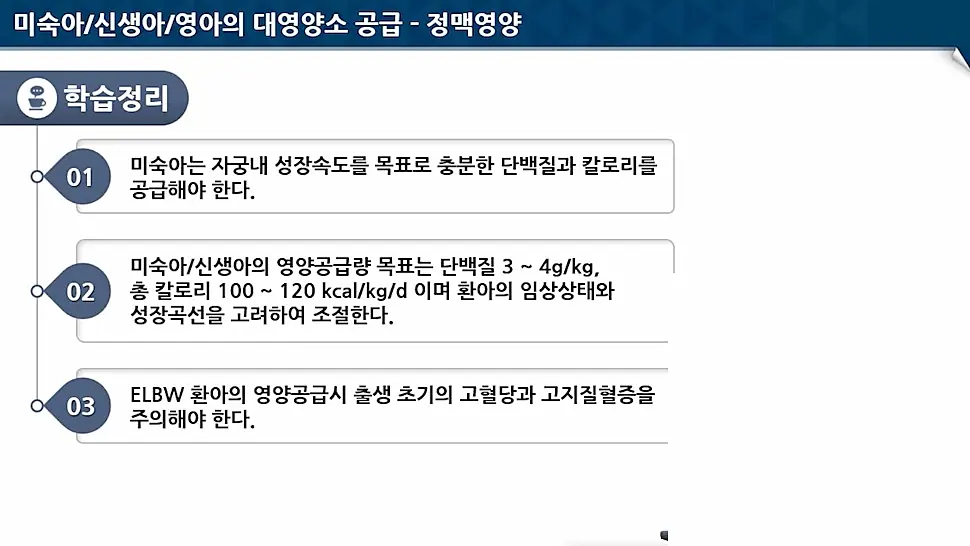 미숙아/신생아/영아의 대영양소 공급 - 정맥영양
학습정리
01
미숙아는 자궁내 성장속도를 목표로 충분한 단백질과 칼로리를
공급해야 한다.
02
미숙아/신생아의 영양공급량 목표는 단백질 3 ~ 4g/kg,
총 칼로리 100 ~ 120 kcal/kg/d 이며 환아의 임상상태와
성장곡선을 고려하여 조절한다.
03
ELBW 환아의 영양공급시 출생 초기의 고혈당과 고지질혈증을
주의해야 한다.